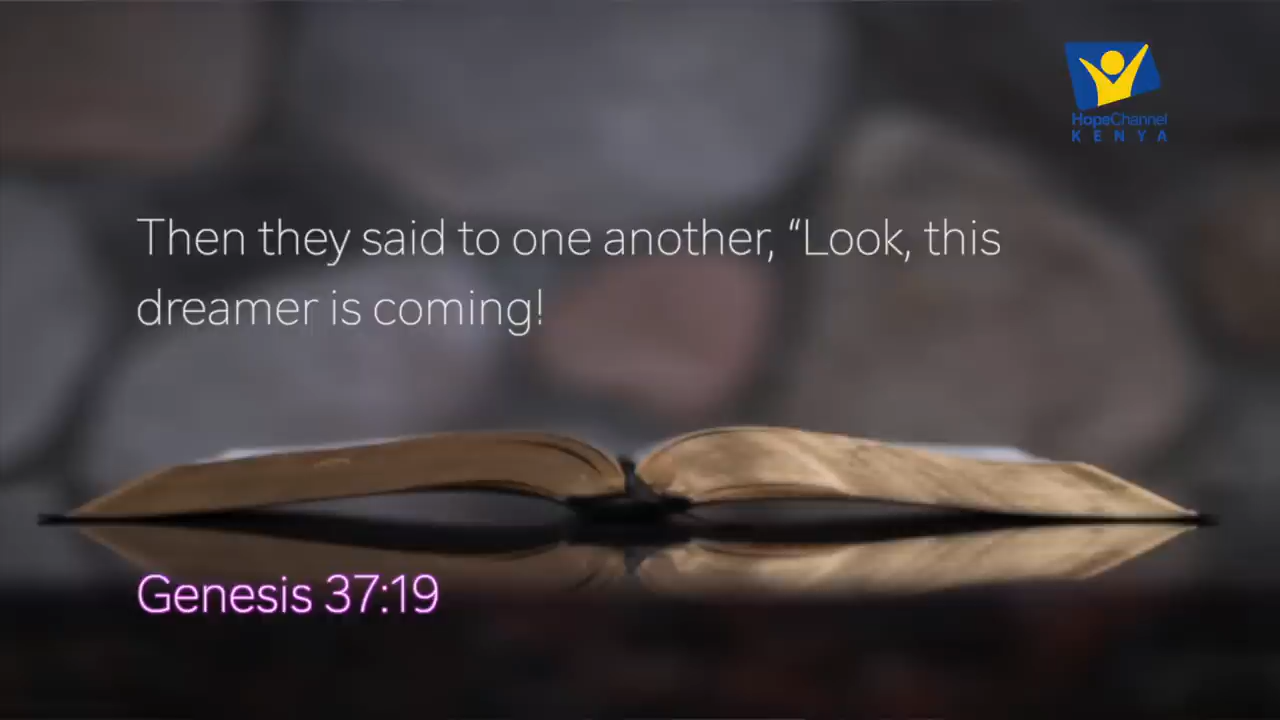 HopeChannel
KENYA
Then they said to one another, “Look, this
dreamer is coming!
Genesis 37:19